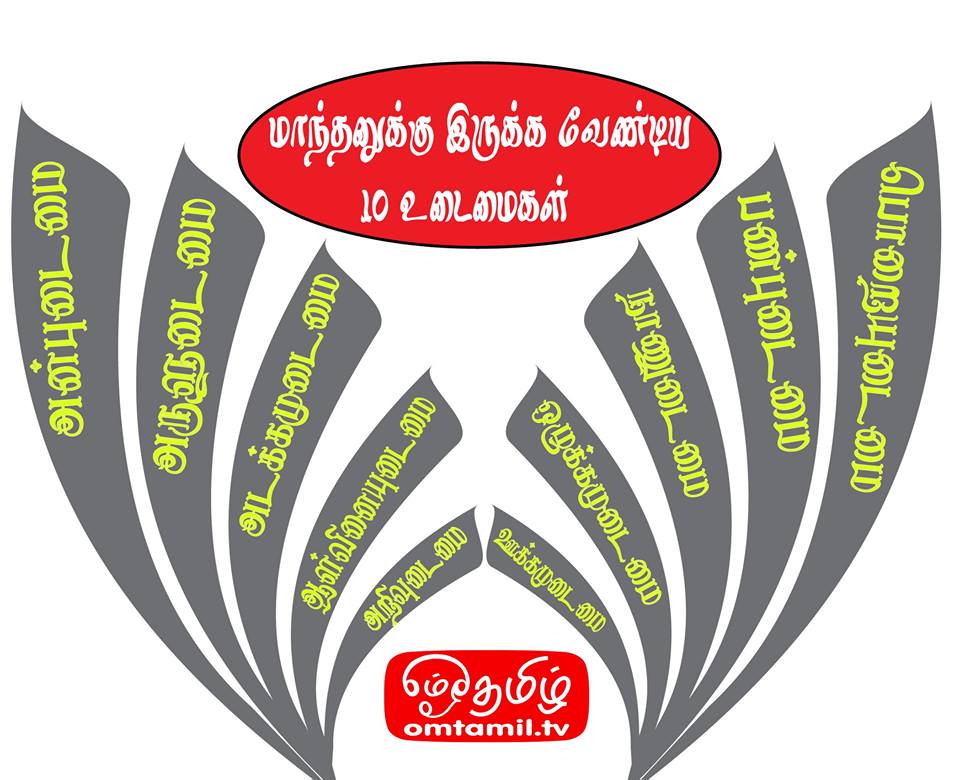 மாந்தனுக்கு இருக்க வேண்டிய
10 உடைமைகள்
அன்புடைமை
அருளுடைமை
அடக்கமுடைமை
ஆள்வினையுடைமை
அறிவுடைமை
ஊக்கமுடைமை
ஒழுக்கமுடைமை
நாணுடைமை
பண்புடைமை
பொறையுடைமை
ஓம் தமிழ்
omtamil.tv